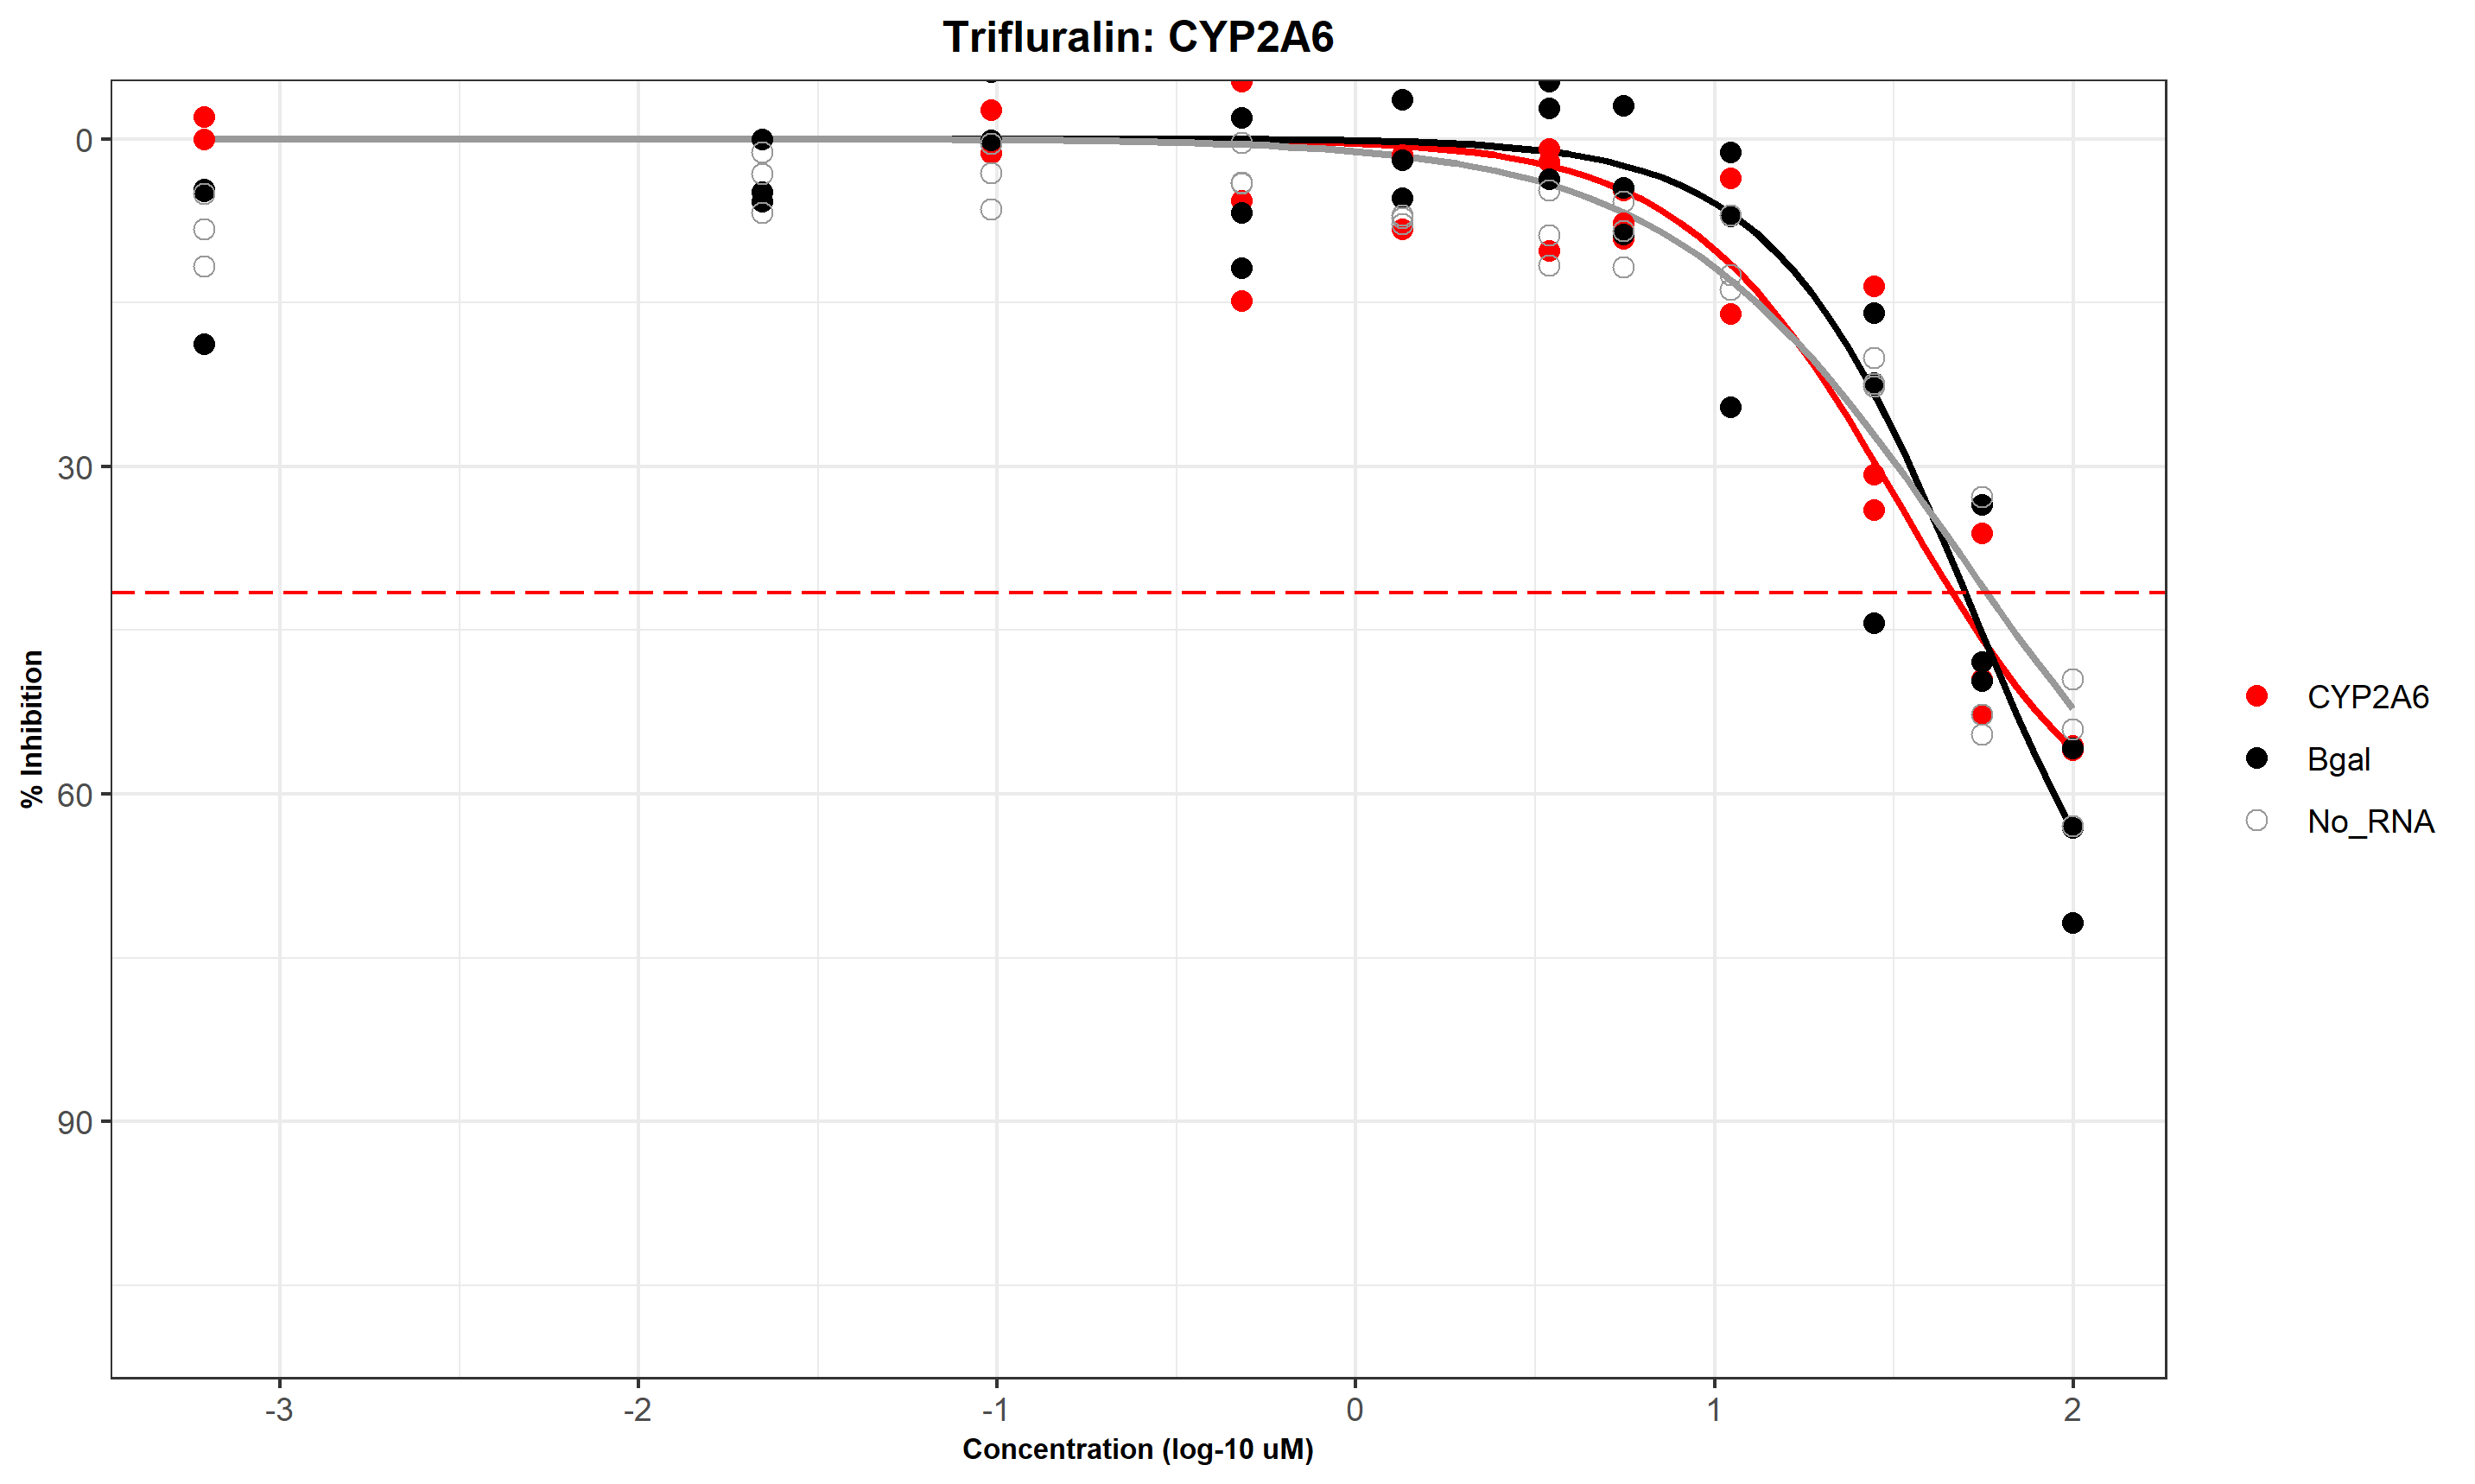 Trifluralin: CYP2A6
% Inhibition
0
30
60
90
-3
-2
-1
0
1
2
Concentration (log-10 uM)
CYP2A6
Bgal
No_RNA